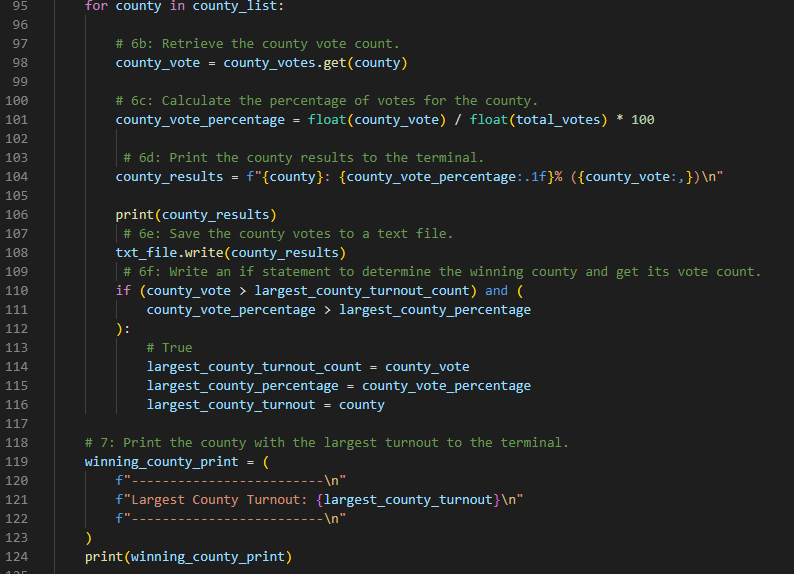 95 for county in county_list:
96
97 # 6b: Retrieve the county vote count.
98 county_vote = county_votes.get(county)
99
100 # 6c: Calculate the percentage of votes for the county.
101 county_vote_percentage = float(county_vote) / float(total_votes) * 100
102
103 # 6d: Print the county results to the terminal.
104 county_results = f"{county}: {county_vote_percentage:.1f}% ({county_vote:,})\n"
105
106 print(county_results)
107 # 6e: Save the county votes to a text file.
108 txt_file.write(county_results)
109 # 6f: Write an if statement to determine the winning county and get its vote count.
110 if (county_vote > largest_county_turnout_count) and (
111 county_vote_percentage > largest_county_percentage
112 ):
113 # True
114 largest_county_turnout_count = county_vote
115 largest_county_percentage = county_vote_percentage
116 largest_county_turnout = county
117
118 # 7: Print the county with the largest turnout to the terminal.
119 winning_county_print = (
120 f"-------------------------\n"
121 f"Largest County Turnout: {largest_county_turnout}\n"
122 f"-------------------------\n"
123 )
124 print(winning_county_print)